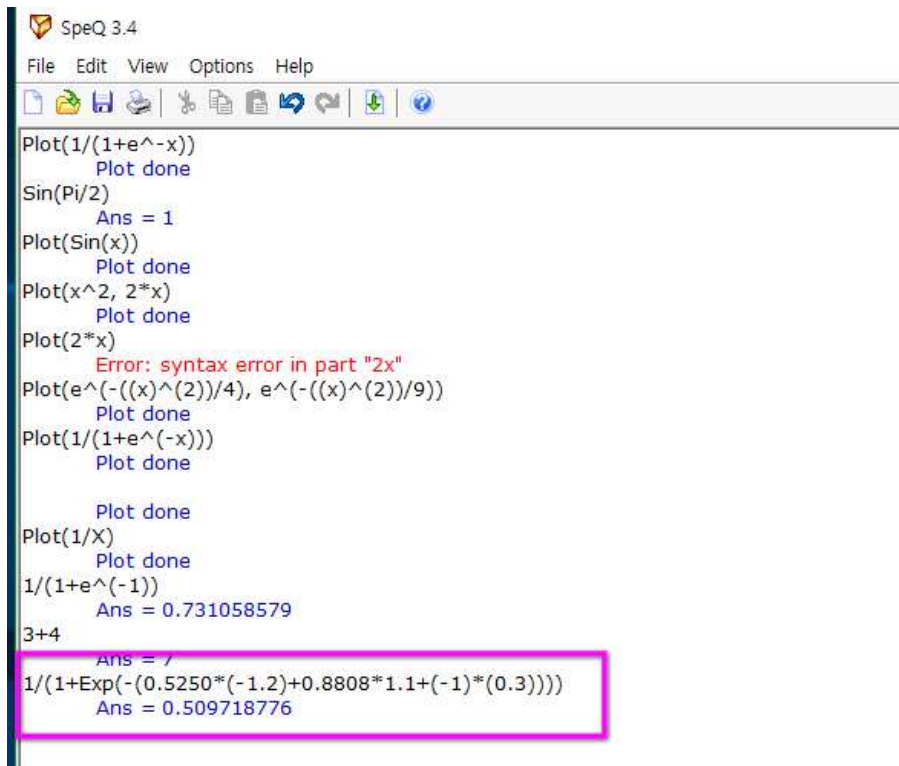 SpeQ 3.4
File Edit View Options Help
Plot(1/(1+e^-x))
Plot done
Sin(Pi/2)
Ans = 1
Plot(Sin(x))
Plot done
Plot(x^2, 2*x)
Plot done
Plot(2*x)
Error: syntax error in part "2x"
Plot(e^(-((x)^(2))/4), e^(-((x)^(2))/9))
Plot done
Plot(1/(1+e^(-x)))
Plot done
Plot done
Plot(1/X)
Plot done
1/(1+e^(-1))
Ans = 0.731058579
3+4
Ans = 7
1/(1+Exp(-(0.5250*(-1.2)+0.8808*1.1+(-1)*(0.3))))
Ans = 0.509718776